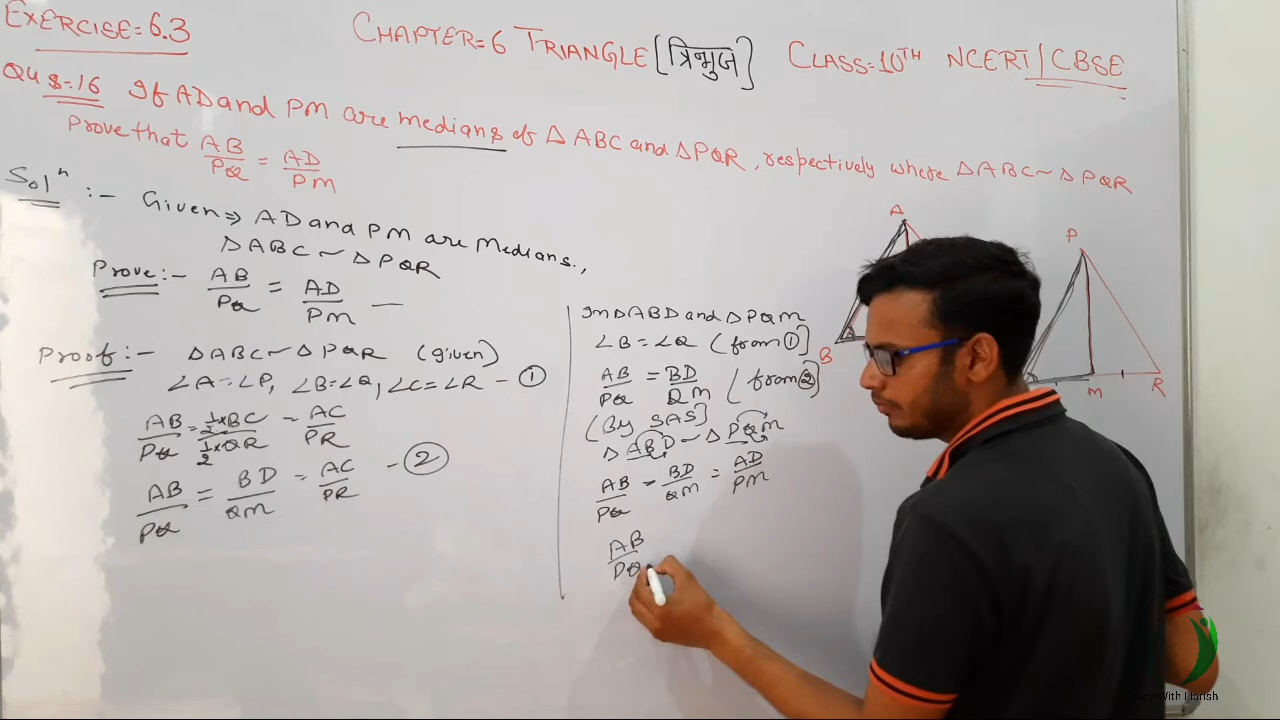 EXERCISE=6.3
CHAPTER=6 TRIANGLE [त्रिभुज] CLASS=10TH NCERT/CBSE
QUS-16 If AD and PM are medians of △ABC and △PQR, respectively where △ABC ~ △PQR
Prove that AB/PQ = AD/PM
Solⁿ :- Given ⇒ AD and PM are Medians.,
△ABC ~ △PQR
Prove:- AB/PQ = AD/PM —
Proof:- △ABC ~ △PQR (given)
∠A=∠P, ∠B=∠Q, ∠C=∠R - ①
AB/PQ = ½×BC/½×QR = AC/PR
AB/PQ = BD/QM = AC/PR - ②
In △ABD and △PQM
∠B=∠Q (from ①)
AB/PQ = BD/QM (from ②)
(By SAS)
△ABD ~ △PQM
AB/PQ = BD/QM = AD/PM
AB/PQ
A
B
P
M
R